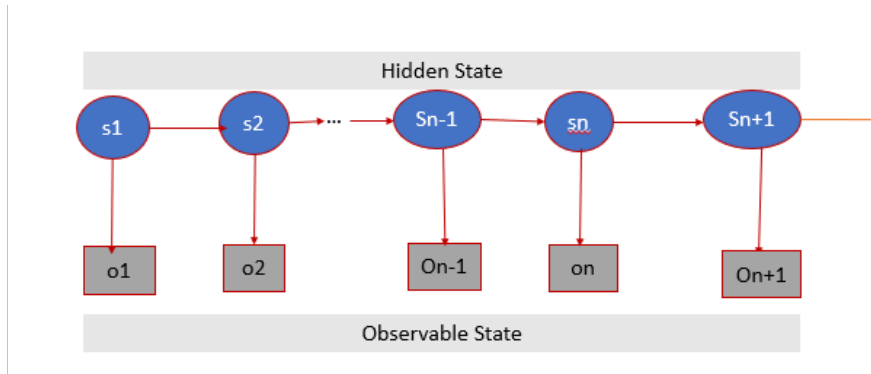 Hidden State
s1
s2
...
Sn-1
sn
Sn+1
o1
o2
On-1
on
On+1
Observable State